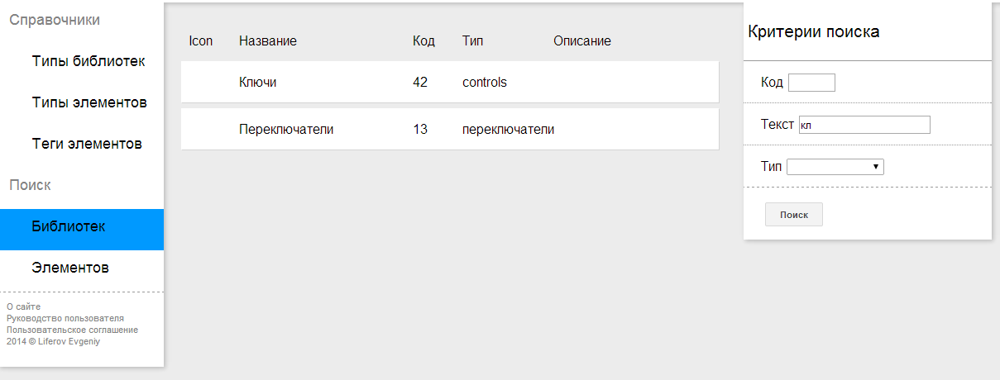 Справочники
Типы библиотек
Типы элементов
Теги элементов
Поиск
Библиотек
Элементов
О сайте
Руководство пользователя
Пользовательское соглашение
2014 © Liferov Evgeniy
Icon Название Код Тип Описание
Ключи 42 controls
Переключатели 13 переключатели
Критерии поиска
Код
Текст кл
Тип
Поиск